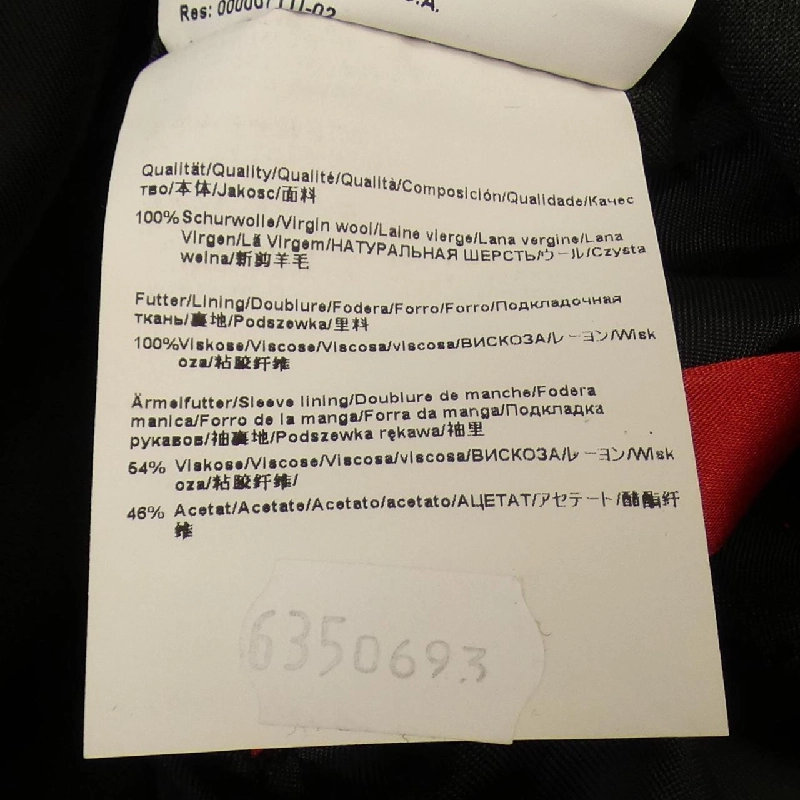 Res: 000007111-02
Qualität/Quality/Qualité/Qualità/Composición/Qualidade/Качес
тво/本体/Jakosc/面料
100% Schurwolle/Virgin wool/Laine vierge/Lana vergine/Lana
Virgen/Lã Virgem/НАТУРАЛЬНАЯ ШЕРСТЬ/ウール/Czysta
welna/新剪羊毛
Futter/Lining/Doublure/Fodera/Forro/Forro/Подкладочная
ткань/裏地/Podszewka/里料
100%Viskose/Viscose/Viscosa/viscosa/ВИСКОЗА/レーヨン/Wisk
oza/粘胶纤维
Ärmelfutter/Sleeve lining/Doublure de manche/Fodera
manica/Forro de la manga/Forra da manga/Подкладка
рукавов/袖裏地/Podszewka rękawa/袖里
54% Viskose/Viscose/Viscosa/viscosa/ВИСКОЗА/レーヨン/Wisk
oza/粘胶纤维/
46% Acetat/Acetate/Acetato/acetato/АЦЕТАТ/アセテート/醋酯纤
维
6350693